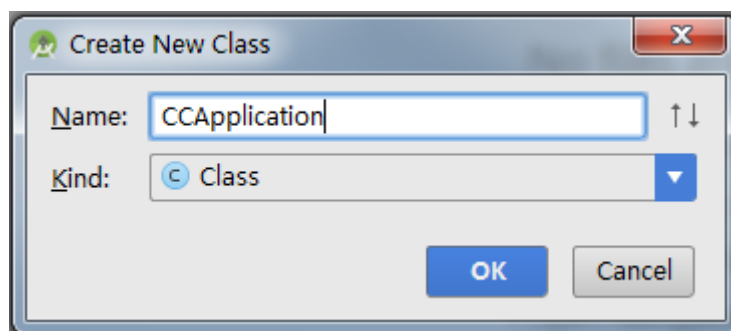 Create New Class
Name: CCApplication
Kind: Class
OK Cancel